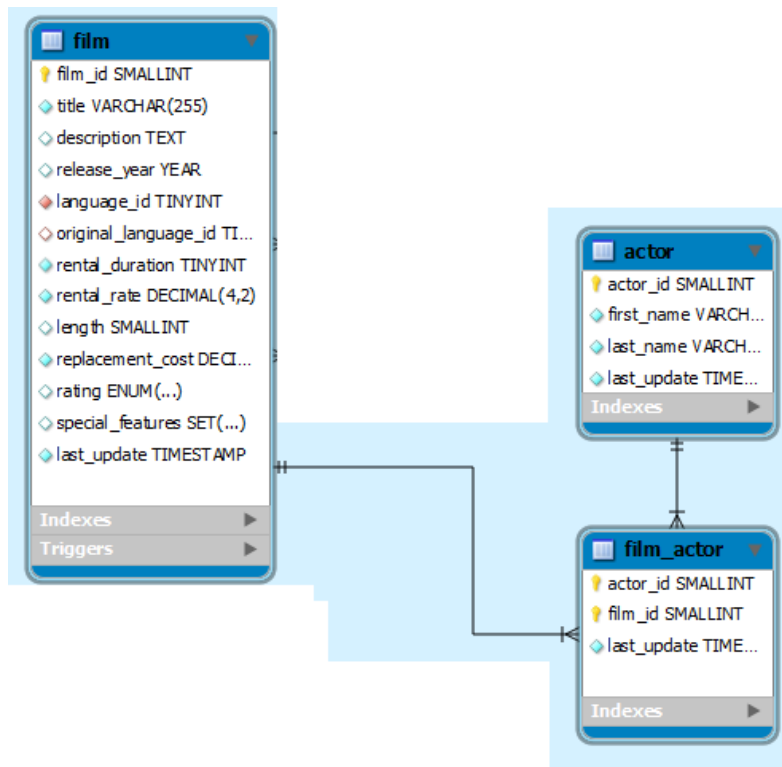 film
film_id SMALLINT
title VARCHAR(255)
description TEXT
release_year YEAR
language_id TINYINT
original_language_id TI...
rental_duration TINYINT
rental_rate DECIMAL(4,2)
length SMALLINT
replacement_cost DECI...
rating ENUM(...)
special_features SET(...)
last_update TIMESTAMP
Indexes
Triggers
actor
actor_id SMALLINT
first_name VARCH...
last_name VARCH...
last_update TIME...
Indexes
film_actor
actor_id SMALLINT
film_id SMALLINT
last_update TIME...
Indexes